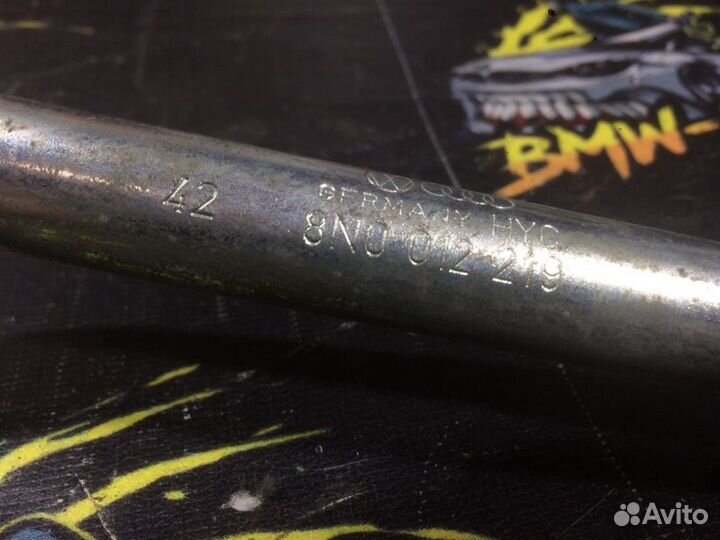 BMW-
42
GERMANY HYC
8N0 012 219
Avito